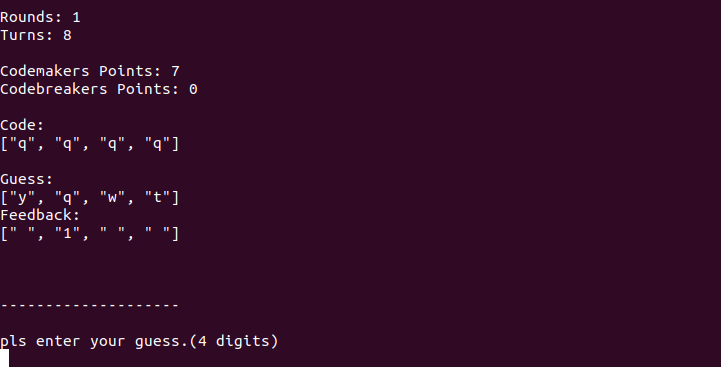 Rounds: 1
Turns: 8
Codemakers Points: 7
Codebreakers Points: 0
Code:
["q", "q", "q", "q"]
Guess:
["y", "q", "w", "t"]
Feedback:
[" ", "1", " ", " "]
--------------------
pls enter your guess.(4 digits)